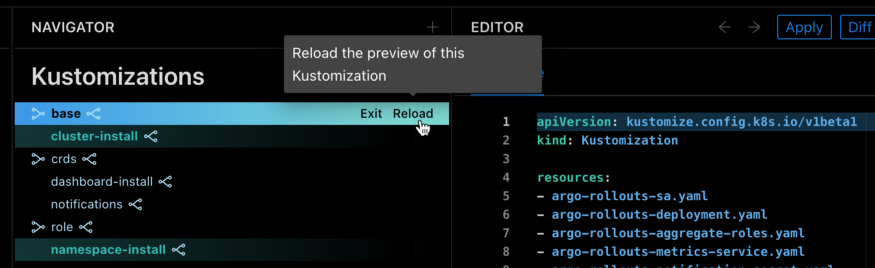 NAVIGATOR
Kustomizations
Reload the preview of this
Kustomization
base
Exit
Reload
cluster-install
crds
dashboard-install
notifications
role
namespace-install
EDITOR
Apply
Diff
1 apiVersion: kustomize.config.k8s.io/v1beta1
2 kind: Kustomization
3
4 resources:
5 - argo-rollouts-sa.yaml
6 - argo-rollouts-deployment.yaml
7 - argo-rollouts-aggregate-roles.yaml
8 - argo-rollouts-metrics-service.yaml